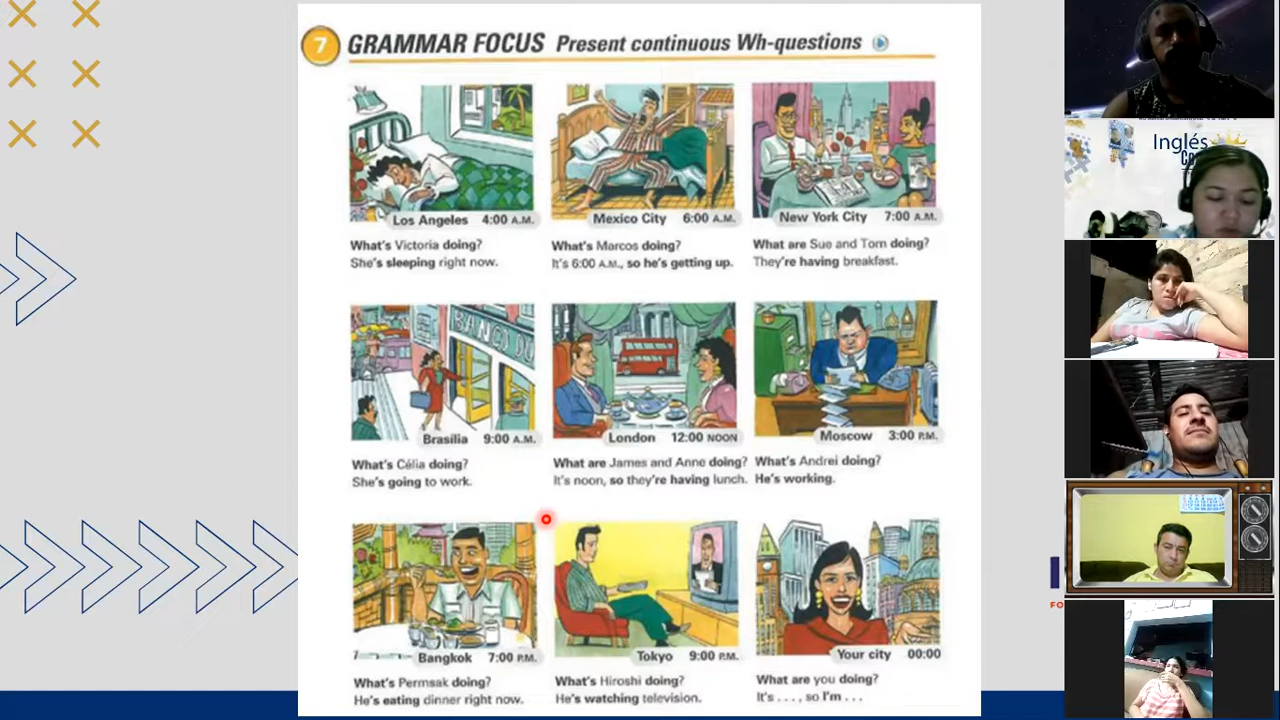 7 GRAMMAR FOCUS Present continuous Wh-questions
Los Angeles 4:00 A.M.
What's Victoria doing?
She's sleeping right now.
Mexico City 6:00 A.M.
What's Marcos doing?
It's 6:00 A.M., so he's getting up.
New York City 7:00 A.M.
What are Sue and Tom doing?
They're having breakfast.
BANCO DO
Brasília 9:00 A.M.
What's Célia doing?
She's going to work.
London 12:00 NOON
What are James and Anne doing?
It's noon, so they're having lunch.
Moscow 3:00 P.M.
What's Andrei doing?
He's working.
Bangkok 7:00 P.M.
What's Permsak doing?
He's eating dinner right now.
Tokyo 9:00 P.M.
What's Hiroshi doing?
He's watching television.
Your city 00:00
What are you doing?
It's . . . , so I'm . . .
Inglés
FO